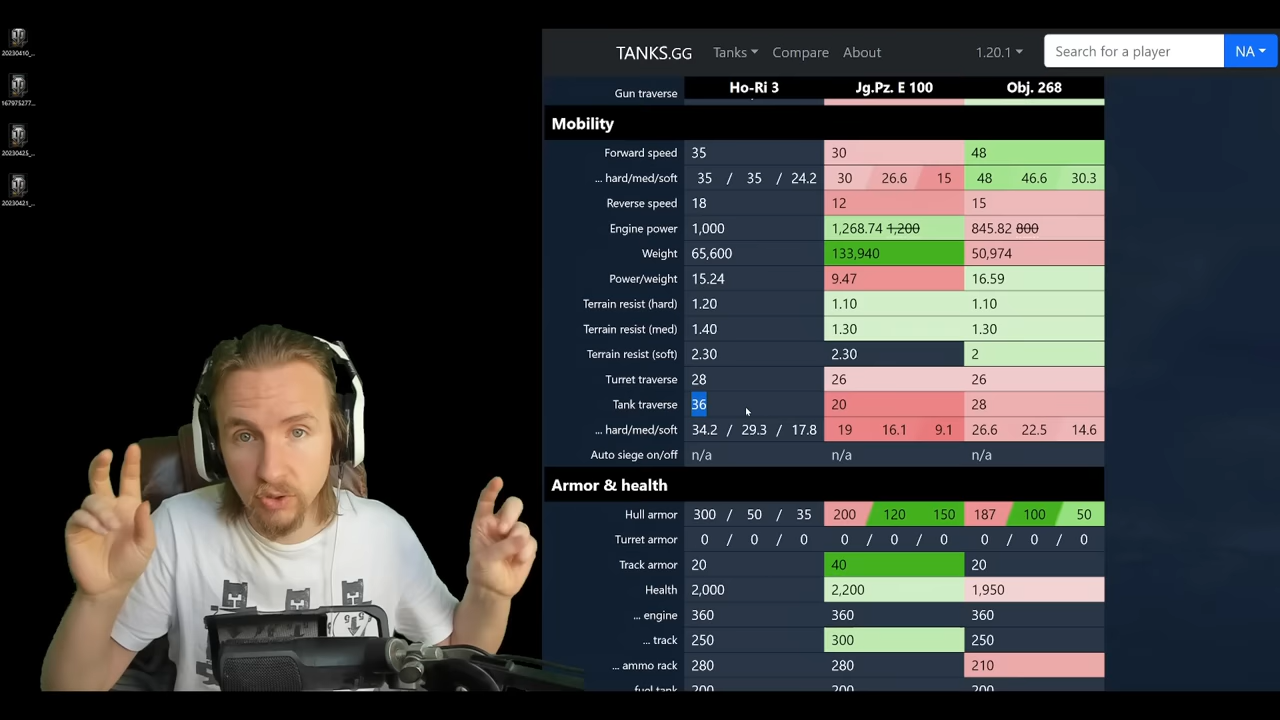 TANKS.GG Tanks Compare About 1.20.1 Search for a player NA
Ho-Ri 3 Jg.Pz. E 100 Obj. 268
Gun traverse
Mobility
Forward speed 35 30 48
... hard/med/soft 35 / 35 / 24.2 30 26.6 15 48 46.6 30.3
Reverse speed 18 12 15
Engine power 1,000 1,268.74 1,200 845.82 800
Weight 65,600 133,940 50,974
Power/weight 15.24 9.47 16.59
Terrain resist (hard) 1.20 1.10 1.10
Terrain resist (med) 1.40 1.30 1.30
Terrain resist (soft) 2.30 2.30 2
Turret traverse 28 26 26
Tank traverse 36 20 28
... hard/med/soft 34.2 / 29.3 / 17.8 19 16.1 9.1 26.6 22.5 14.6
Auto siege on/off n/a n/a n/a
Armor & health
Hull armor 300 / 50 / 35 200 120 150 187 100 50
Turret armor 0 / 0 / 0 0 / 0 / 0 0 / 0 / 0
Track armor 20 40 20
Health 2,000 2,200 1,950
... engine 360 360 360
... track 250 300 250
... ammo rack 280 280 210
fuel tank 200 200 200
20230410_...
167975277...
20230425_...
20230421_...